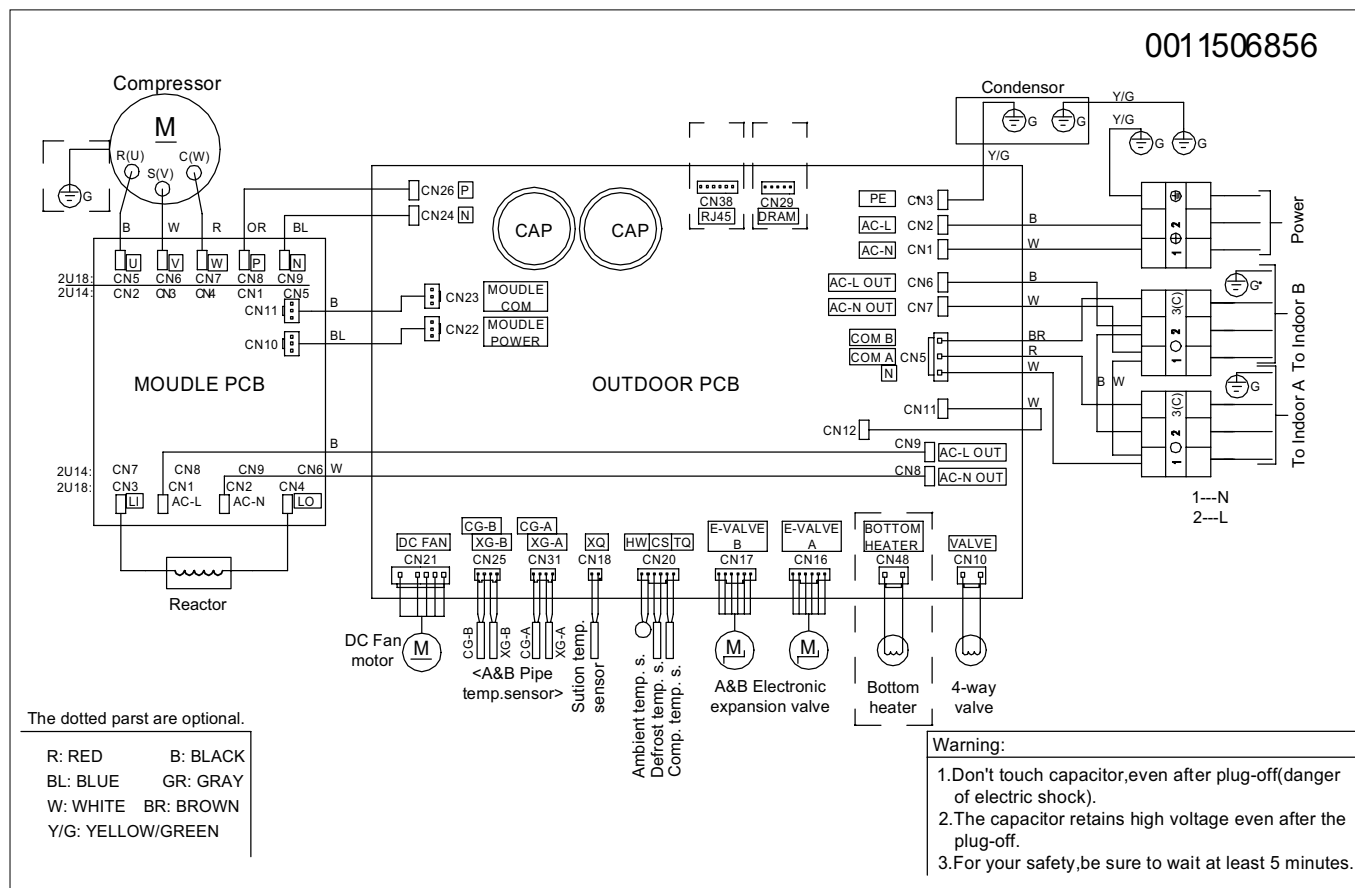 0011506856
Compressor
M
R(U)
C(W)
S(V)
G
Condensor
G
G
Y/G
Y/G
G
G
Y/G
B
W
R
OR
BL
U
V
W
P
N
2U18:
CN5
CN6
CN7
CN8
CN9
2U14:
CN2
CN3
CN4
CN1
CN5
CN11
B
CN10
BL
MOUDLE PCB
CN26
P
CN24
N
CAP
CAP
CN38
RJ45
CN29
DRAM
CN23
MOUDLE
COM
CN22
MOUDLE
POWER
OUTDOOR PCB
PE
CN3
AC-L
CN2
B
AC-N
CN1
W
AC-L OUT
CN6
B
AC-N OUT
CN7
W
COM B
BR
COM A
CN5
R
N
W
CN11
W
CN12
CN9
AC-L OUT
CN8
AC-N OUT
B
W
1
2
Power
G
1
2
3(C)
To Indoor B
G
1
2
3(C)
To Indoor A
1---N
2---L
B
W
2U14:
CN7
CN8
CN9
CN6
2U18:
CN3
CN1
CN2
CN4
LI
AC-L
AC-N
LO
Reactor
DC FAN
CN21
CG-B
XG-B
CN25
CG-A
XG-A
CN31
XQ
CN18
HW
CS
TQ
CN20
E-VALVE
B
CN17
E-VALVE
A
CN16
BOTTOM
HEATER
CN48
VALVE
CN10
DC Fan
motor
M
CG-B
XG-B
CG-A
XG-A
<A&B Pipe
temp.sensor>
Sution temp.
sensor
Ambient temp. s.
Defrost temp. s.
Comp. temp. s.
M
M
A&B Electronic
expansion valve
Bottom
heater
4-way
valve
The dotted parst are optional.
R: RED B: BLACK
BL: BLUE GR: GRAY
W: WHITE BR: BROWN
Y/G: YELLOW/GREEN
Warning:
1.Don't touch capacitor,even after plug-off(danger
of electric shock).
2.The capacitor retains high voltage even after the
plug-off.
3.For your safety,be sure to wait at least 5 minutes.